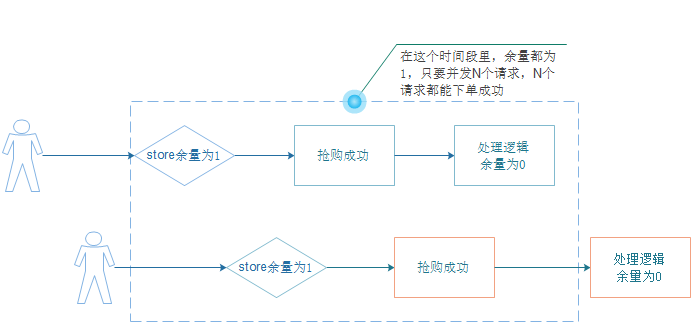 在这个时间段里，余量都为
1，只要并发N个请求，N个
请求都能下单成功
store余量为1
抢购成功
处理逻辑
余量为0
store余量为1
抢购成功
处理逻辑
余量为0